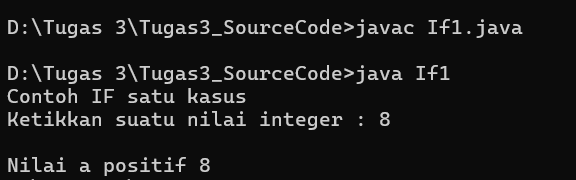 D:\Tugas 3\Tugas3_SourceCode>javac If1.java
D:\Tugas 3\Tugas3_SourceCode>java If1
Contoh IF satu kasus
Ketikkan suatu nilai integer : 8
Nilai a positif 8